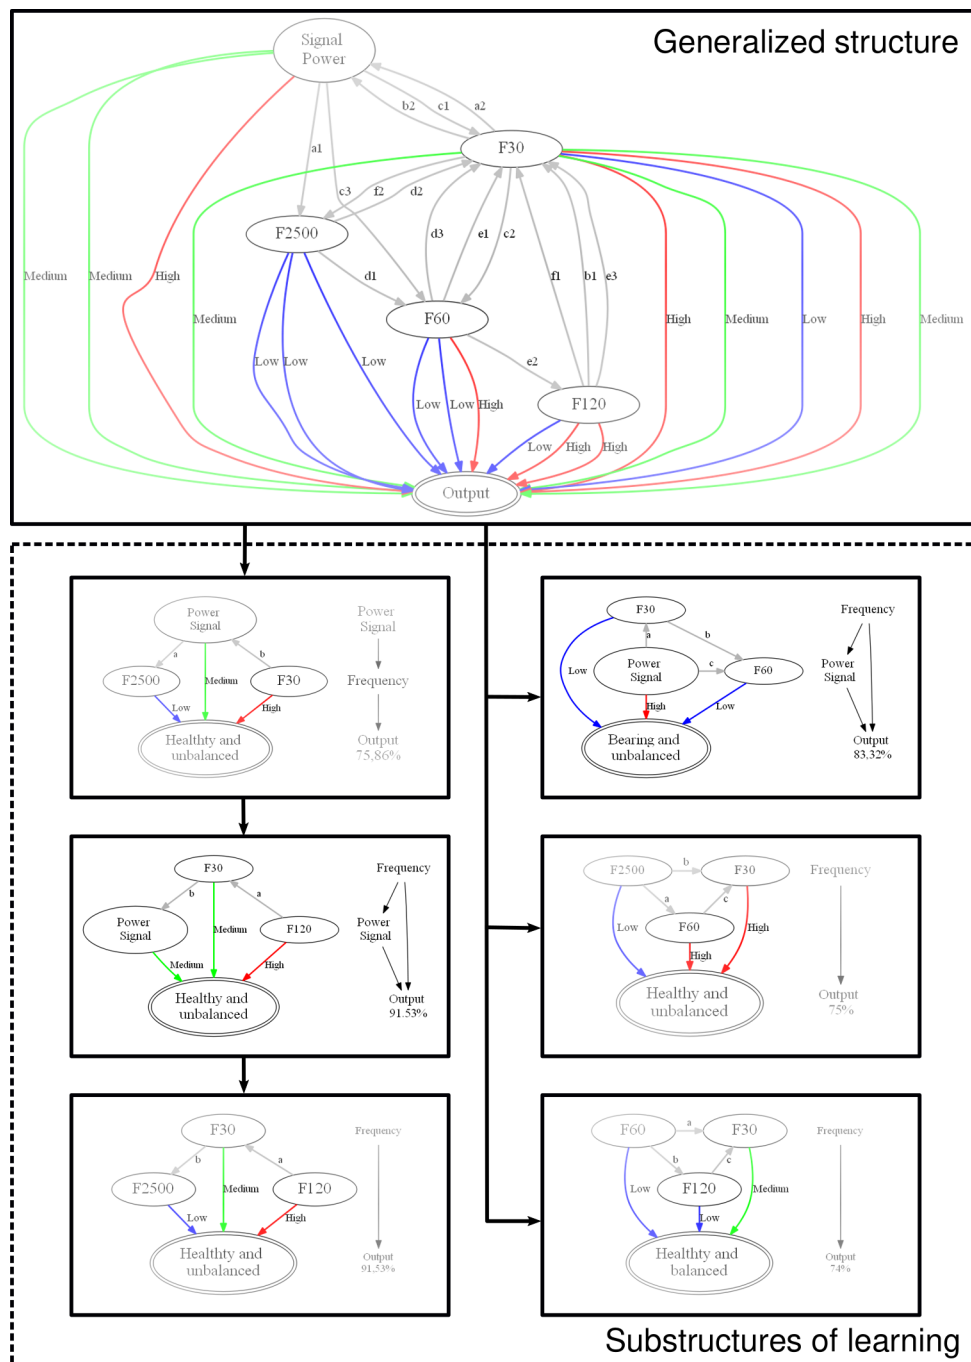 Generalized structure
Signal
Power
b2
c1
a2
F30
a1
c3
f2
d2
F2500
d3
e1
c2
d1
f1
b1
e3
Medium
Medium
High
Medium
F60
High
Medium
Low
High
Medium
Low
Low
Low
e2
Low
Low
High
F120
Low
High
High
Output
Power
Signal
a
b
F2500
Medium
F30
Low
High
Healthty and
unbalanced
Power
Signal
Frequency
Output
75,86%
F30
a
b
Low
Power
Signal
c
F60
High
Low
Bearing and
unbalanced
Frequency
Power
Signal
Output
83,32%
F30
b
a
Power
Signal
Medium
F120
Medium
High
Healthy and
unbalanced
Frequency
Power
Signal
Output
91.53%
F2500
b
F30
a
c
Low
F60
High
High
Healthty and
unbalanced
Frequency
Output
75%
F30
b
a
F2500
Medium
F120
Low
High
Healthty and
unbalanced
Frequency
Output
91,53%
F60
a
F30
b
c
Low
F120
Medium
Low
Healthty and
balanced
Frequency
Output
74%
Substructures of learning